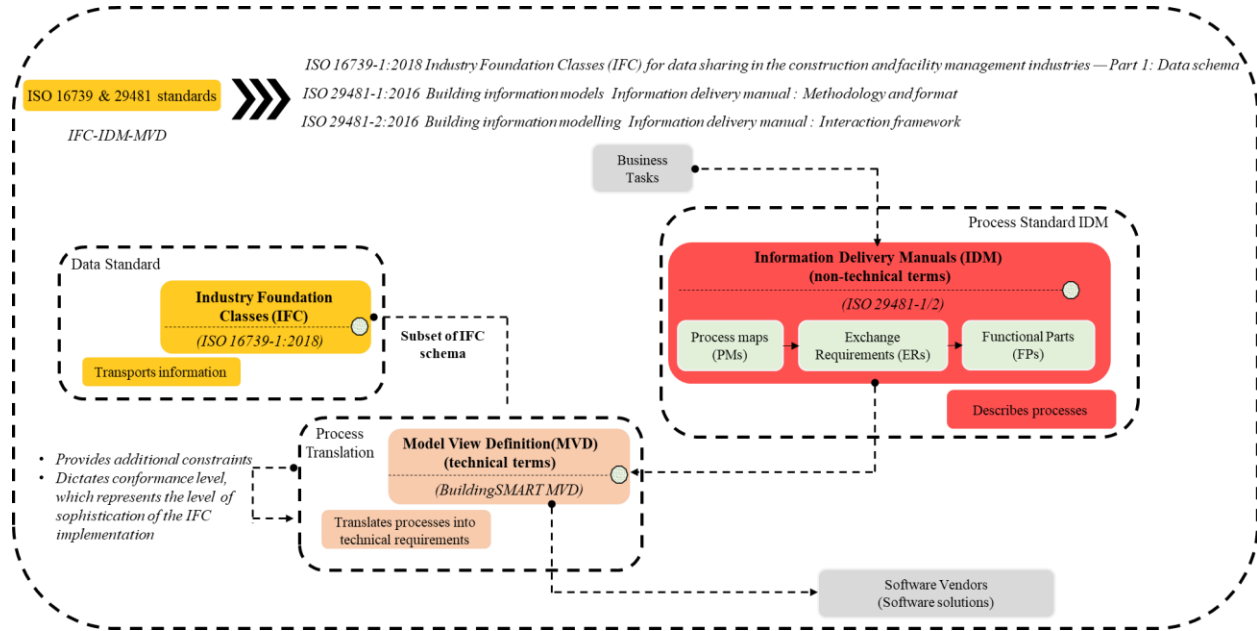 ISO 16739 & 29481 standards
IFC-IDM-MVD
ISO 16739-1:2018 Industry Foundation Classes (IFC) for data sharing in the construction and facility management industries — Part 1: Data schema
ISO 29481-1:2016 Building information models Information delivery manual : Methodology and format
ISO 29481-2:2016 Building information modelling Information delivery manual : Interaction framework
Business
Tasks
Process Standard IDM
Information Delivery Manuals (IDM)
(non-technical terms)
(ISO 29481-1/2)
Process maps
(PMs)
Exchange
Requirements (ERs)
Functional Parts
(FPs)
Describes processes
Data Standard
Industry Foundation
Classes (IFC)
(ISO 16739-1:2018)
Transports information
Subset of IFC
schema
Process
Translation
Model View Definition(MVD)
(technical terms)
(BuildingSMART MVD)
Translates processes into
technical requirements
• Provides additional constraints
• Dictates conformance level,
which represents the level of
sophistication of the IFC
implementation
Software Vendors
(Software solutions)